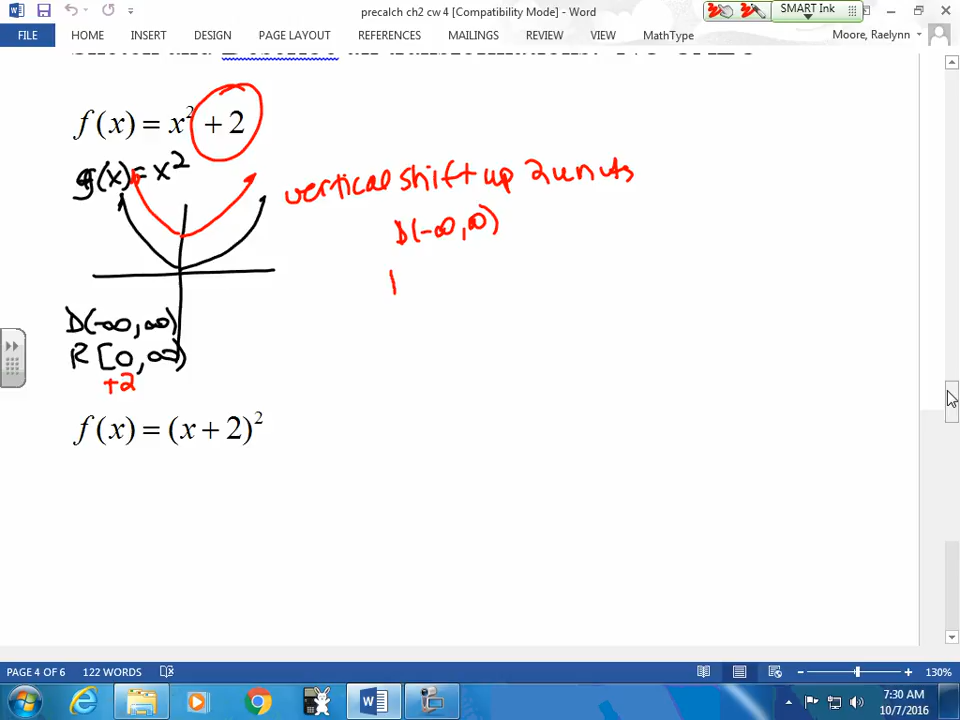 precalch ch2 cw 4 [Compatibility Mode] - Word
SMART Ink
FILE HOME INSERT DESIGN PAGE LAYOUT REFERENCES MAILINGS REVIEW VIEW MathType Moore, Raelynn
f(x) = x² + 2
g(x) = x²
vertical shift up 2 units
D(-∞, ∞)
D(-∞, ∞)
R [0, ∞)
+2
f(x) = (x + 2)²
PAGE 4 OF 6 122 WORDS 130%
7:30 AM
10/7/2016